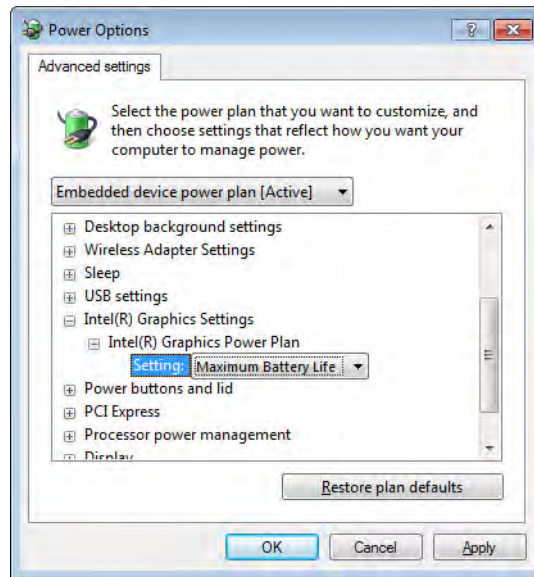 Power Options
Advanced settings
Select the power plan that you want to customize, and
then choose settings that reflect how you want your
computer to manage power.
Embedded device power plan [Active]
Desktop background settings
Wireless Adapter Settings
Sleep
USB settings
Intel(R) Graphics Settings
Intel(R) Graphics Power Plan
Setting: Maximum Battery Life
Power buttons and lid
PCI Express
Processor power management
Display
Restore plan defaults
OK Cancel Apply